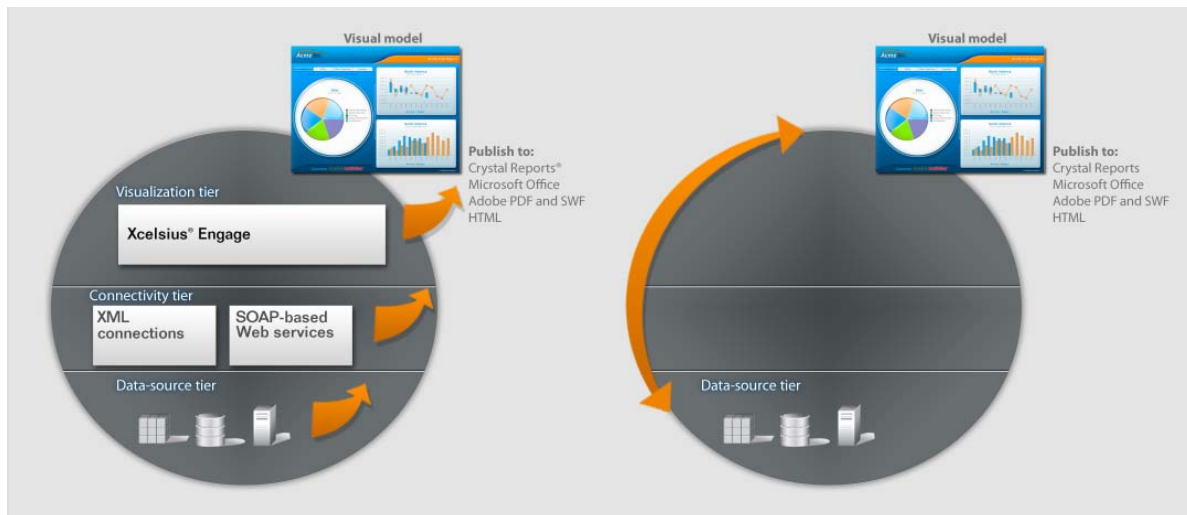 Visual model
Acme
Publish to:
Crystal Reports®
Microsoft Office
Adobe PDF and SWF
HTML
Visualization tier
Xcelsius® Engage
Connectivity tier
XML
connections
SOAP-based
Web services
Data-source tier
Visual model
Acme
Publish to:
Crystal Reports
Microsoft Office
Adobe PDF and SWF
HTML
Data-source tier